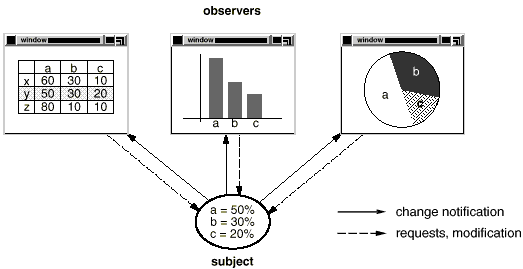 observers
window
a b c
x 60 30 10
y 50 30 20
z 80 10 10
window
a b c
window
a
b
c
a = 50%
b = 30%
c = 20%
subject
change notification
requests, modification